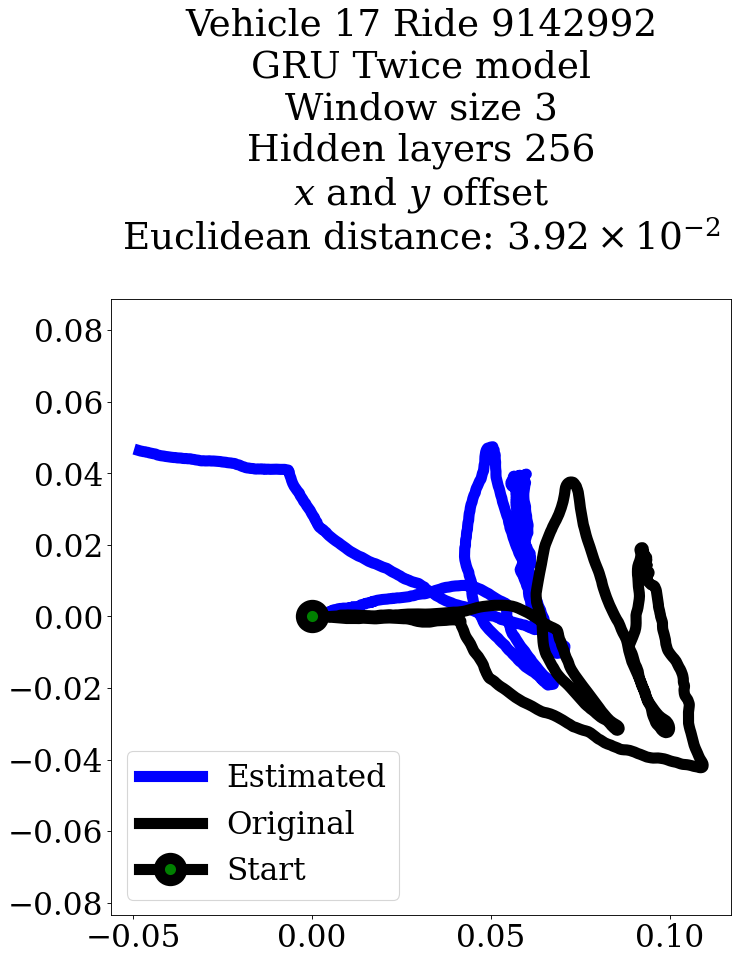 Vehicle 17 Ride 9142992
GRU Twice model
Window size 3
Hidden layers 256
x and y offset
Euclidean distance: 3.92 × 10⁻²
0.08
0.06
0.04
0.02
0.00
−0.02
−0.04
−0.06
−0.08
Estimated
Original
Start
−0.05 0.00 0.05 0.10